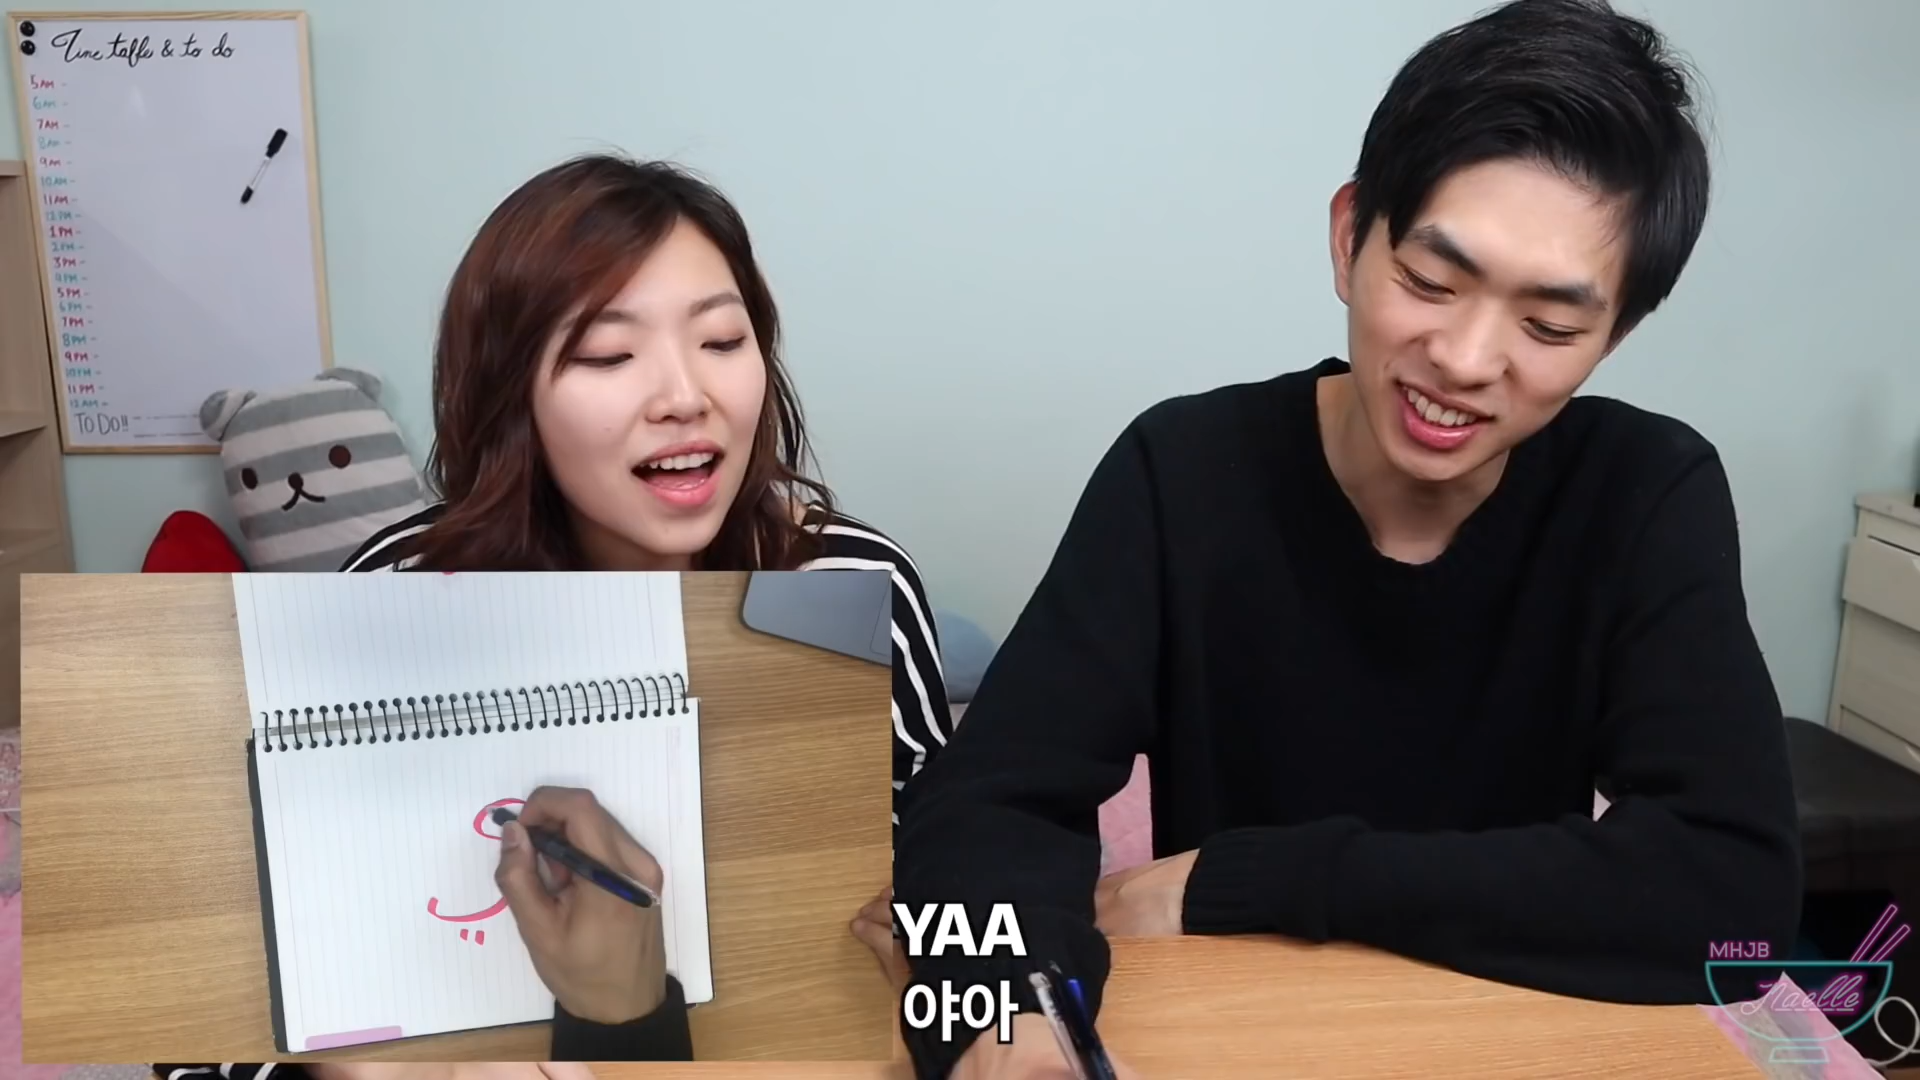 Time table & to do
5AM -
6AM -
7AM -
8AM -
9AM -
10AM -
11AM -
12PM -
1PM -
2PM -
3PM -
4PM -
5PM -
6PM -
7PM -
8PM -
9PM -
10PM -
11PM -
12AM -
TO DO!!
YAA
야아
MHJB
Naelle